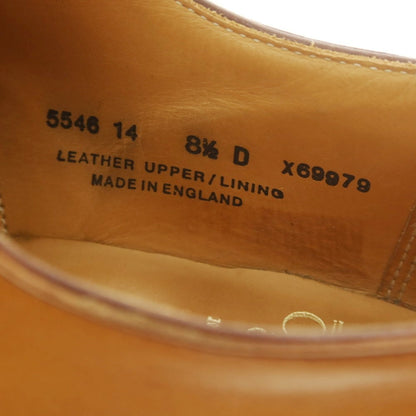 5546 14 8½ D X69979
LEATHER UPPER/LINING
MADE IN ENGLAND